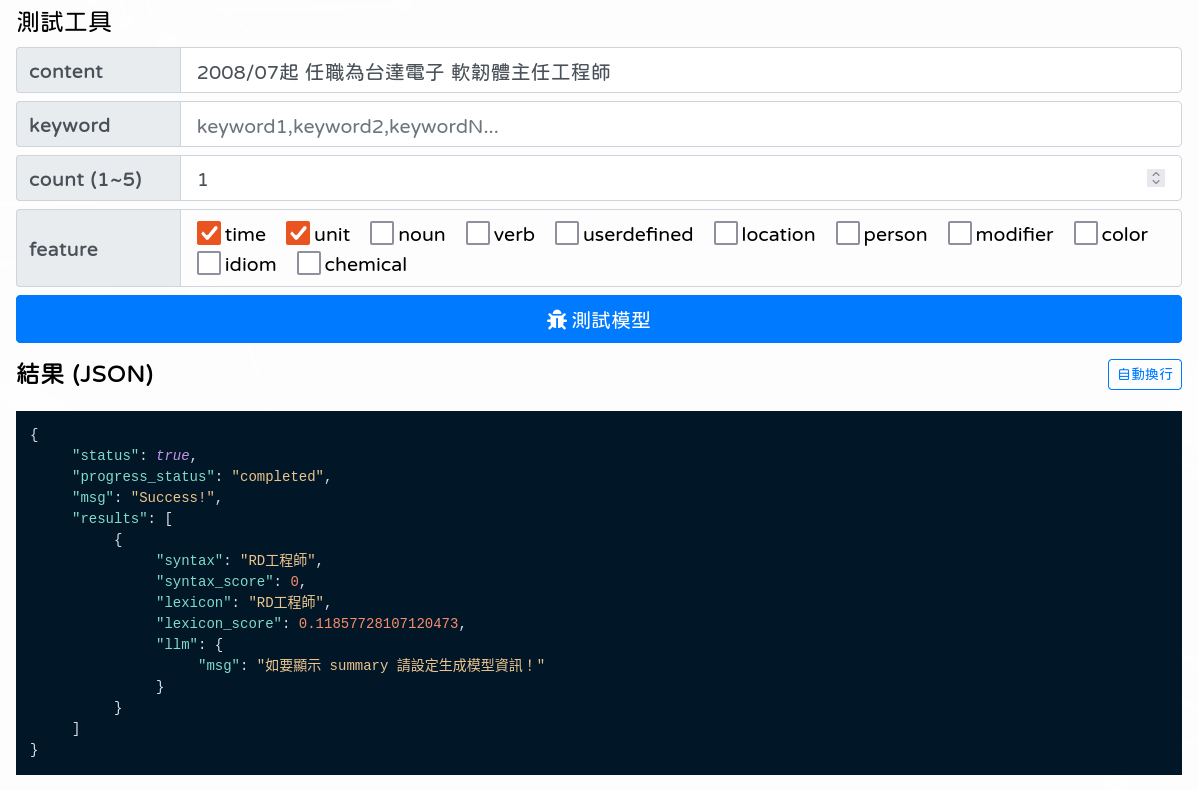 測試工具
content
2008/07起 任職為台達電子 軟韌體主任工程師
keyword
keyword1,keyword2,keywordN...
count (1~5)
1
feature
time unit noun verb userdefined location person modifier color
idiom chemical
測試模型
結果 (JSON)
自動換行
{
"status": true,
"progress_status": "completed",
"msg": "Success!",
"results": [
{
"syntax": "RD工程師",
"syntax_score": 0,
"lexicon": "RD工程師",
"lexicon_score": 0.11857728107120473,
"llm": {
"msg": "如要顯示 summary 請設定生成模型資訊！"
}
}
]
}